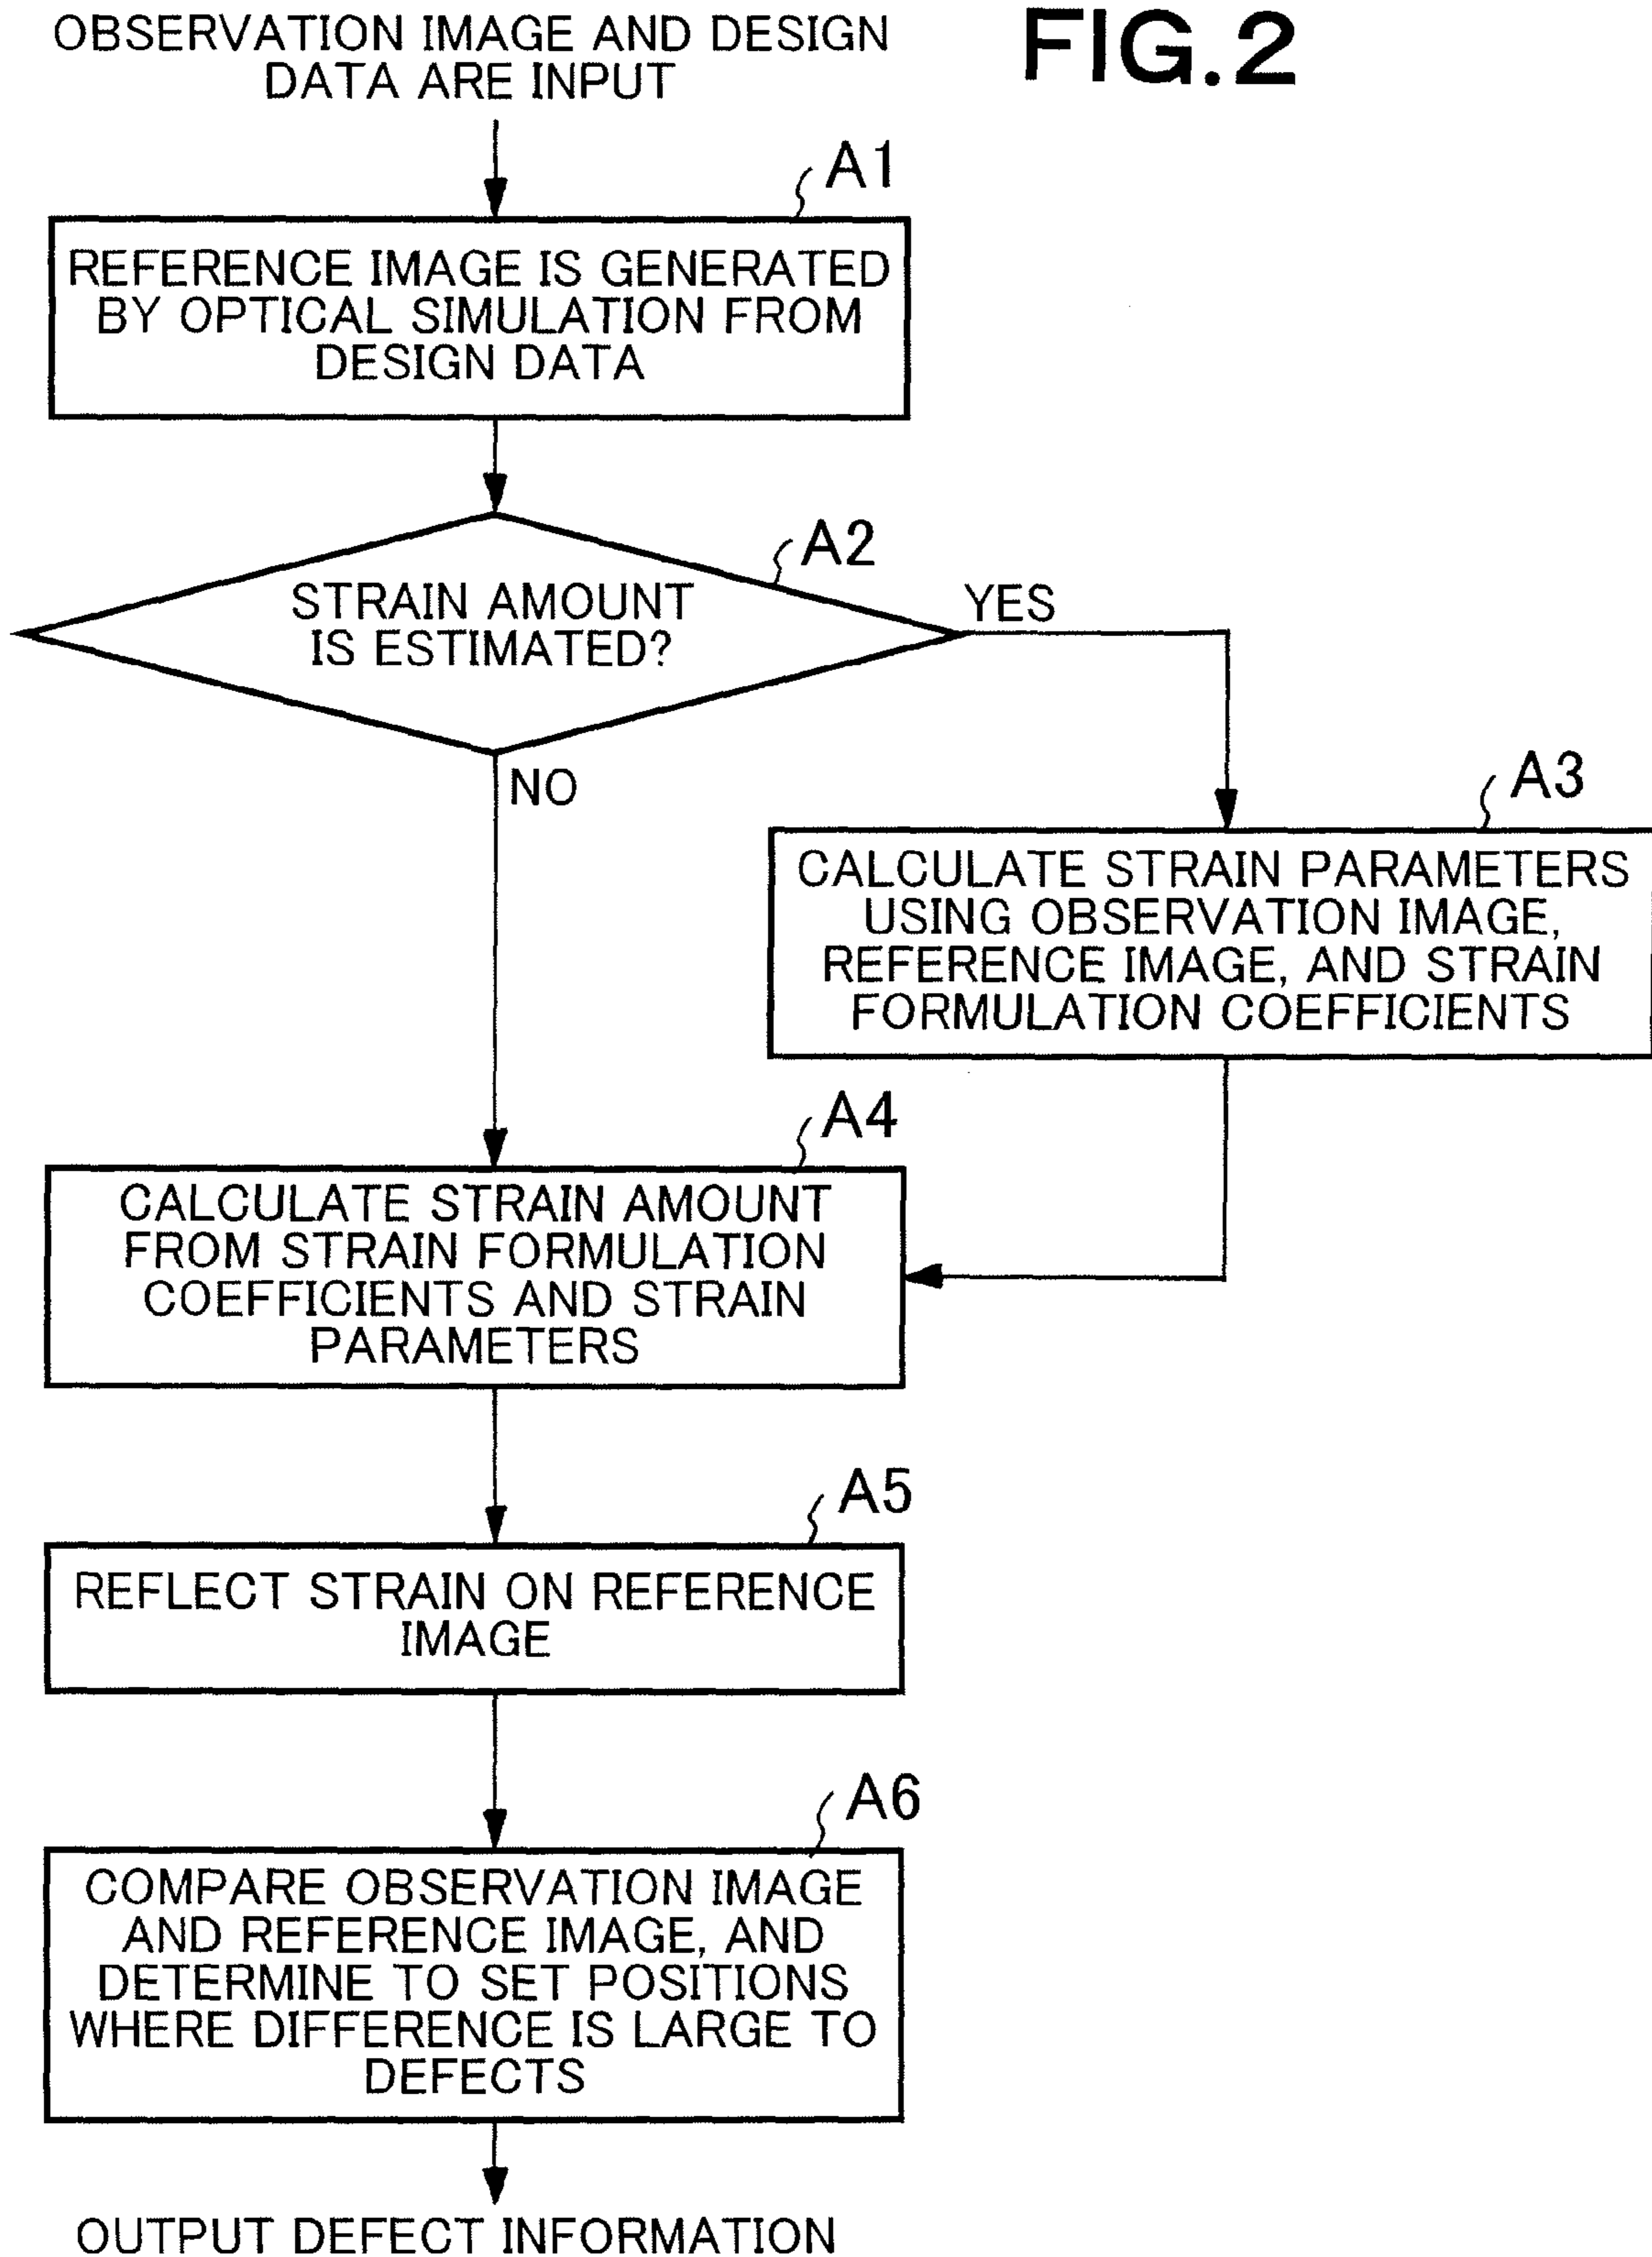 FIG.2
OBSERVATION IMAGE AND DESIGN
DATA ARE INPUT
A1
REFERENCE IMAGE IS GENERATED
BY OPTICAL SIMULATION FROM
DESIGN DATA
A2
STRAIN AMOUNT
IS ESTIMATED?
YES
NO
A3
CALCULATE STRAIN PARAMETERS
USING OBSERVATION IMAGE,
REFERENCE IMAGE, AND STRAIN
FORMULATION COEFFICIENTS
A4
CALCULATE STRAIN AMOUNT
FROM STRAIN FORMULATION
COEFFICIENTS AND STRAIN
PARAMETERS
A5
REFLECT STRAIN ON REFERENCE
IMAGE
A6
COMPARE OBSERVATION IMAGE
AND REFERENCE IMAGE, AND
DETERMINE TO SET POSITIONS
WHERE DIFFERENCE IS LARGE TO
DEFECTS
OUTPUT DEFECT INFORMATION